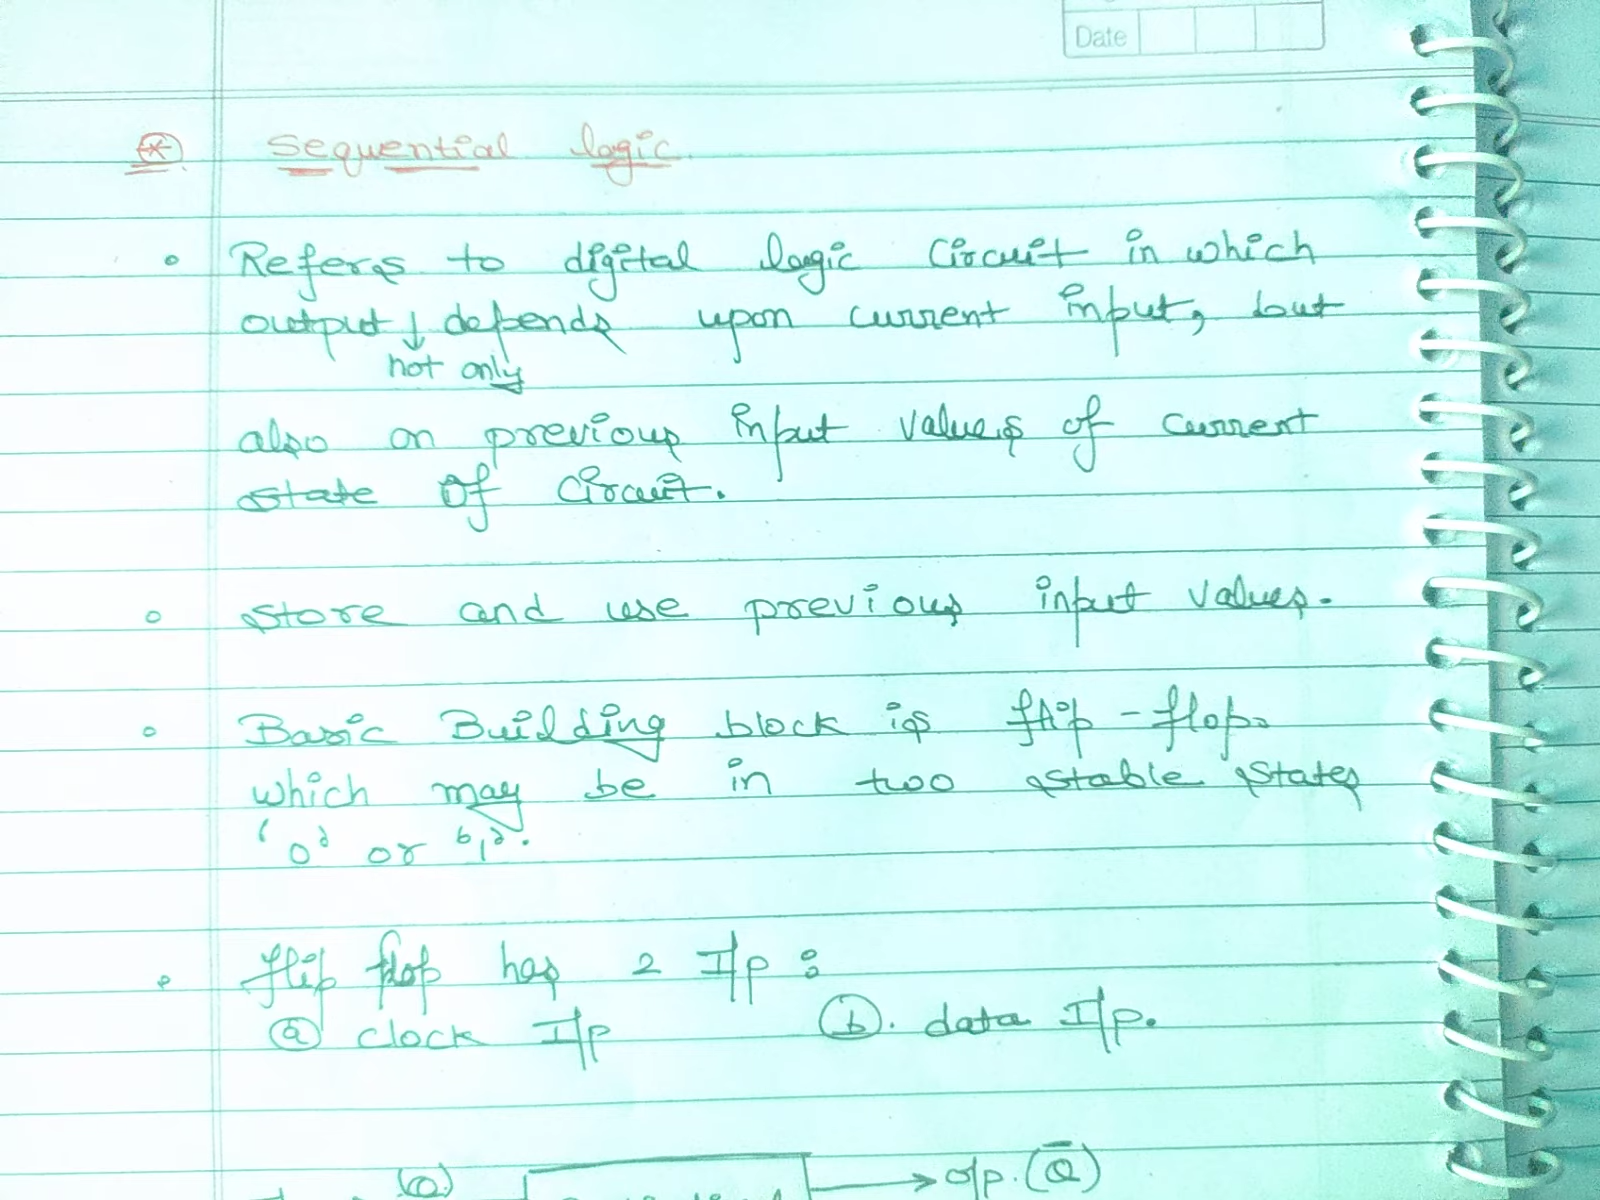 Date
Sequential logic.
Refers to digital logic circuit in which
output ↓ depends upon current input, but
not only
also on previous input values of current
state of circuit.
store and use previous input values.
Basic Building block is flip-flop.
which may be in two stable states
'0' or '1'.
flip flop has 2 I/p :
(a) clock I/p (b). data I/p.
(Q) → o/p. (Q̄)